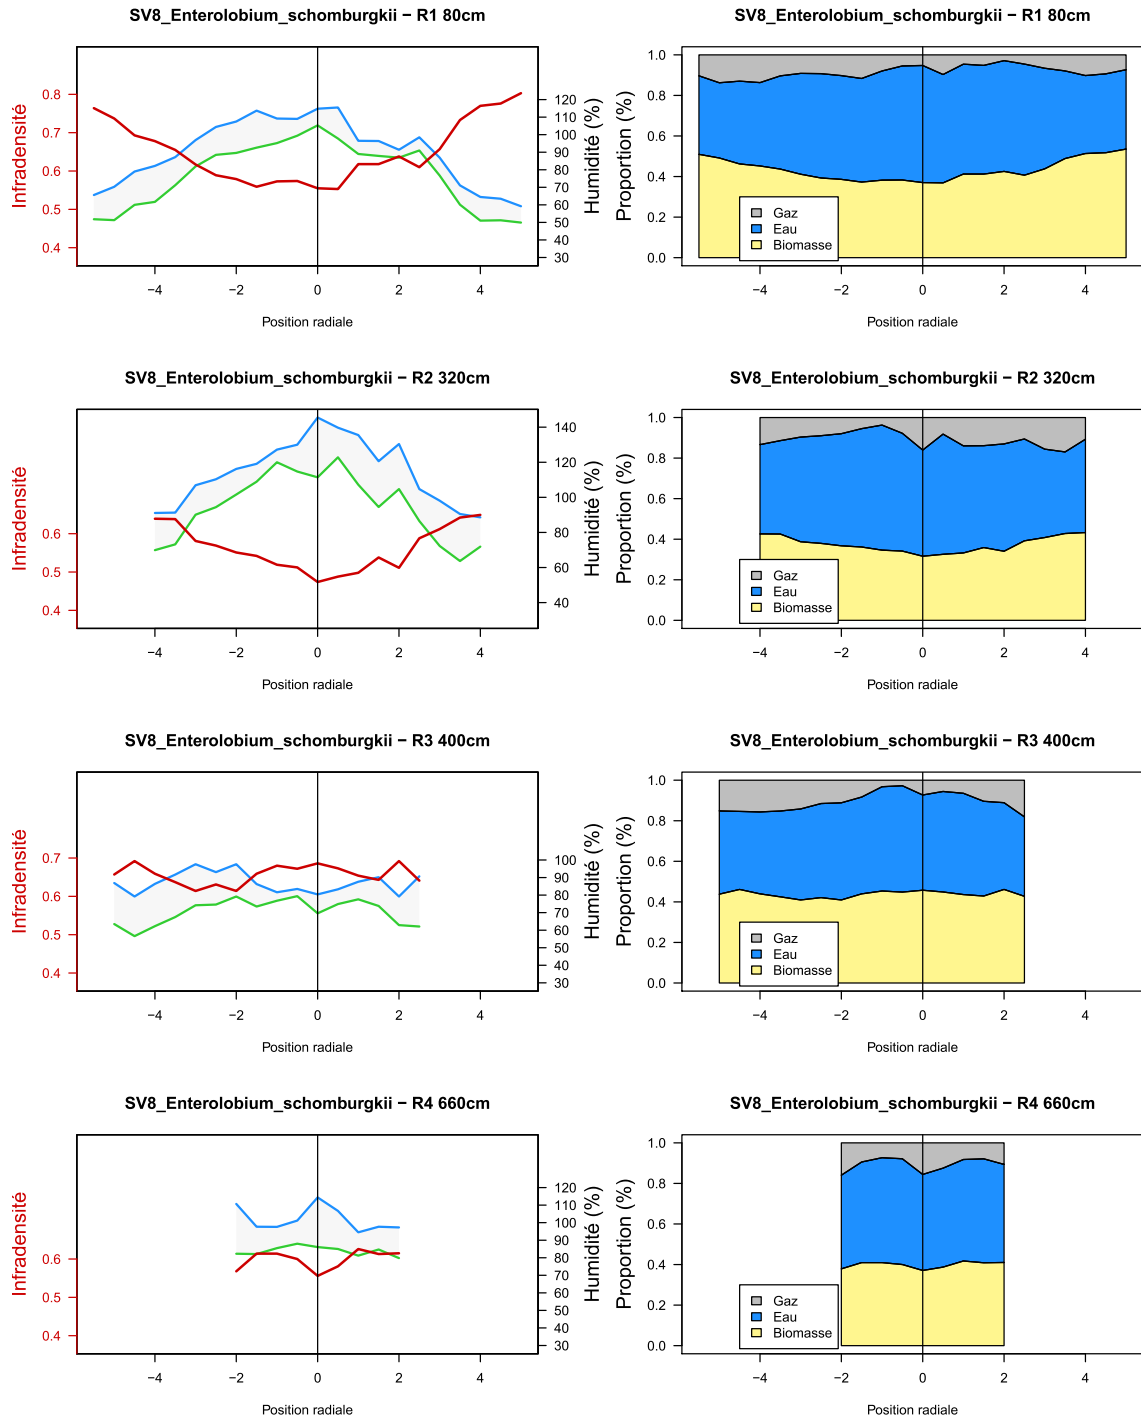 SV8_Enterolobium_schomburgkii − R1 80cm
SV8_Enterolobium_schomburgkii − R1 80cm
Infradensité
0.8
0.7
0.6
0.5
0.4
120
100
90
80
70
60
50
40
30
Humidité (%)
−4 −2 0 2 4
Position radiale
Proportion (%)
1.0
0.8
0.6
0.4
0.2
0.0
Gaz
Eau
Biomasse
−4 −2 0 2 4
Position radiale
SV8_Enterolobium_schomburgkii − R2 320cm
SV8_Enterolobium_schomburgkii − R2 320cm
Infradensité
0.6
0.5
0.4
140
120
100
80
60
40
Humidité (%)
−4 −2 0 2 4
Position radiale
Proportion (%)
1.0
0.8
0.6
0.4
0.2
0.0
Gaz
Eau
Biomasse
−4 −2 0 2 4
Position radiale
SV8_Enterolobium_schomburgkii − R3 400cm
SV8_Enterolobium_schomburgkii − R3 400cm
Infradensité
0.7
0.6
0.5
0.4
100
90
80
70
60
50
40
30
Humidité (%)
−4 −2 0 2 4
Position radiale
Proportion (%)
1.0
0.8
0.6
0.4
0.2
0.0
Gaz
Eau
Biomasse
−4 −2 0 2 4
Position radiale
SV8_Enterolobium_schomburgkii − R4 660cm
SV8_Enterolobium_schomburgkii − R4 660cm
Infradensité
0.6
0.5
0.4
120
110
100
90
80
70
60
50
40
30
Humidité (%)
−4 −2 0 2 4
Position radiale
Proportion (%)
1.0
0.8
0.6
0.4
0.2
0.0
Gaz
Eau
Biomasse
−4 −2 0 2 4
Position radiale